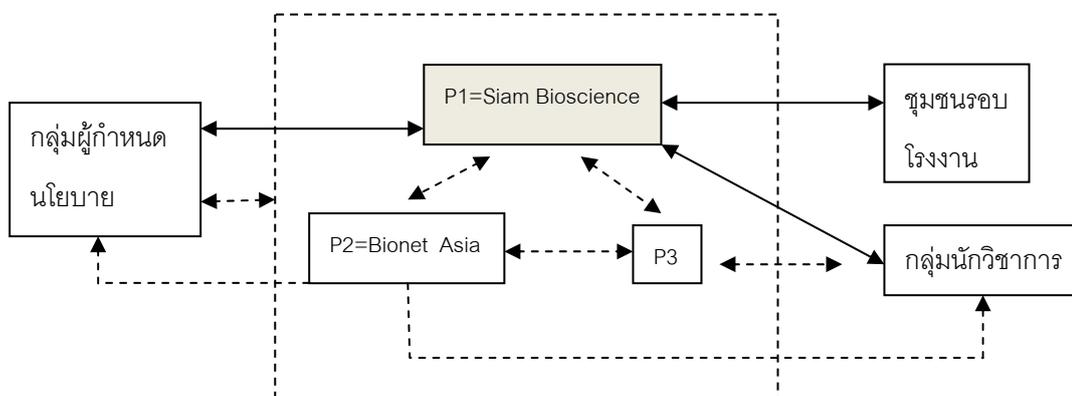 P1=Siam Bioscience
ชุมชนรอบ
โรงงาน
กลุ่มผู้กำหนด
นโยบาย
P2=Bionet Asia
P3
กลุ่มนักวิชาการ